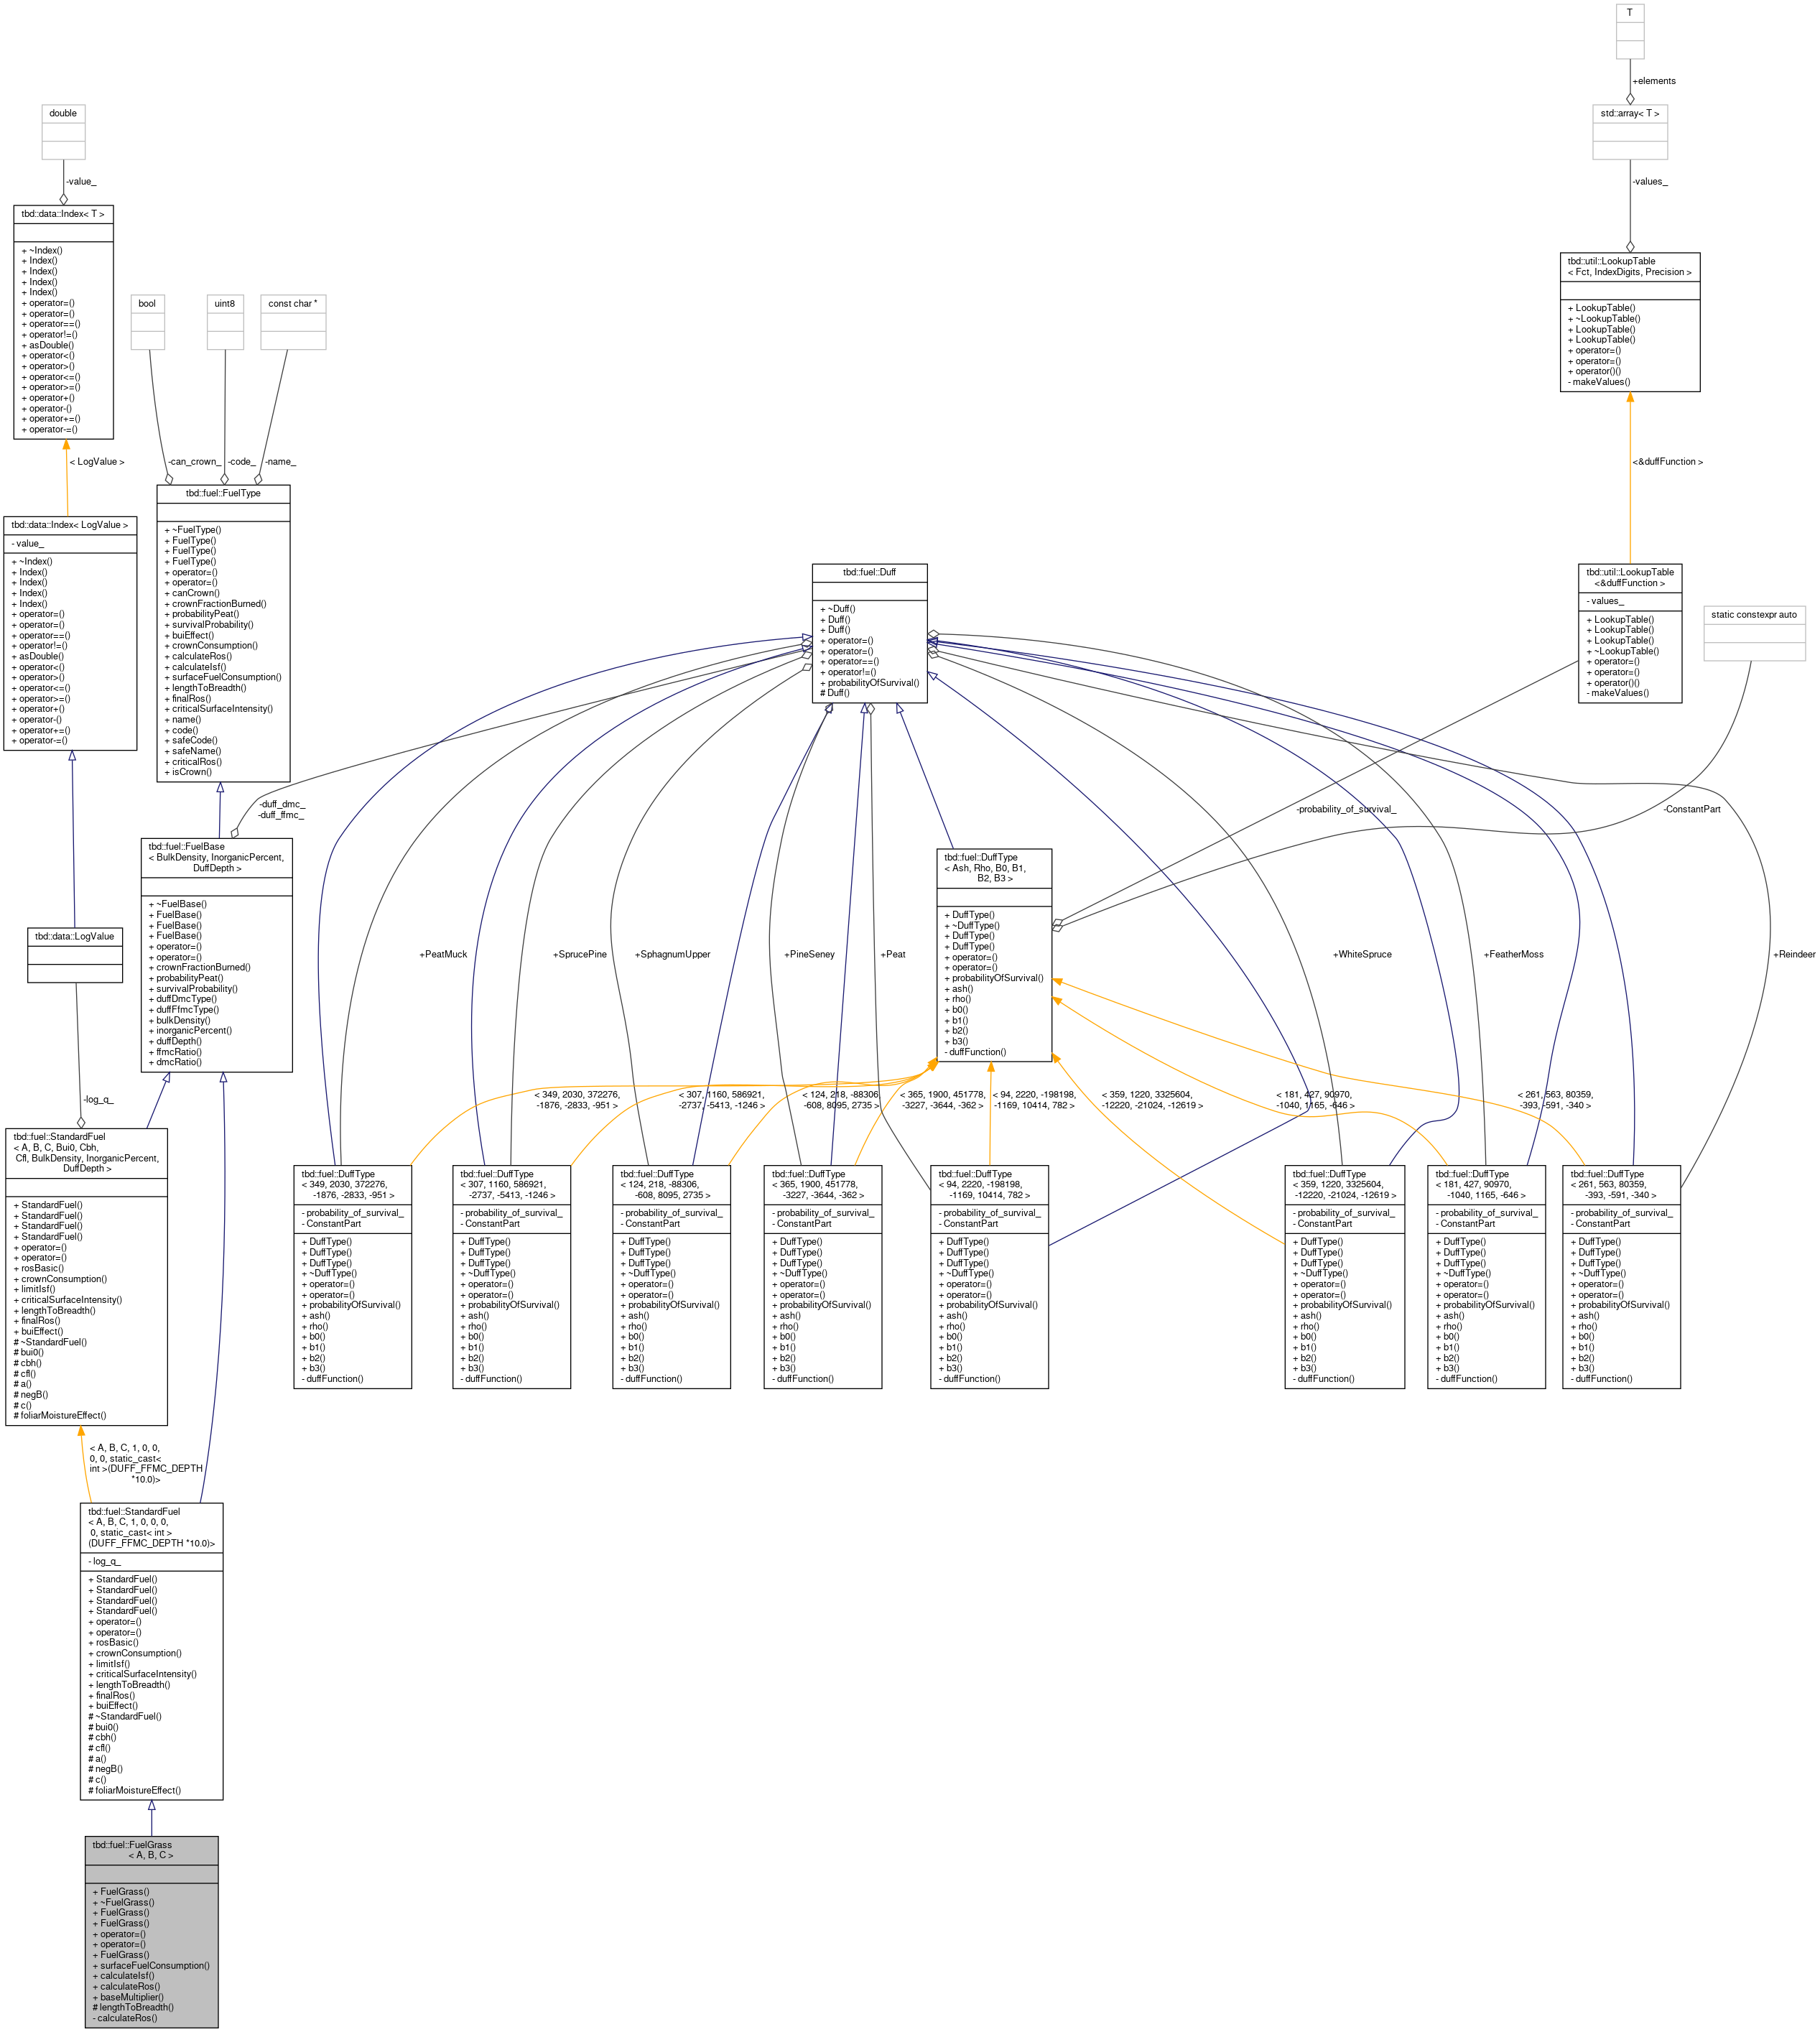 T
+elements
double
std::array< T >
-value_
-values_
tbd::data::Index< T >
+ ~Index()
+ Index()
+ Index()
+ Index()
+ Index()
+ operator=()
+ operator=()
+ operator==()
+ operator!=()
+ asDouble()
+ operator<()
+ operator>()
+ operator<=()
+ operator>=()
+ operator+()
+ operator-()
+ operator+=()
+ operator-=()
tbd::util::LookupTable
< Fct, IndexDigits, Precision >
+ LookupTable()
+ ~LookupTable()
+ LookupTable()
+ LookupTable()
+ operator=()
+ operator=()
+ operator()()
- makeValues()
bool
uint8
const char *
< LogValue >
-can_crown_
-code_
-name_
<&duffFunction >
tbd::data::Index< LogValue >
- value_
+ ~Index()
+ Index()
+ Index()
+ Index()
+ Index()
+ operator=()
+ operator=()
+ operator==()
+ operator!=()
+ asDouble()
+ operator<()
+ operator>()
+ operator<=()
+ operator>=()
+ operator+()
+ operator-()
+ operator+=()
+ operator-=()
tbd::fuel::FuelType
+ ~FuelType()
+ FuelType()
+ FuelType()
+ FuelType()
+ operator=()
+ operator=()
+ canCrown()
+ crownFractionBurned()
+ probabilityPeat()
+ survivalProbability()
+ buiEffect()
+ crownConsumption()
+ calculateRos()
+ calculateIsf()
+ surfaceFuelConsumption()
+ lengthToBreadth()
+ finalRos()
+ criticalSurfaceIntensity()
+ name()
+ code()
+ safeCode()
+ safeName()
+ criticalRos()
+ isCrown()
tbd::fuel::Duff
+ ~Duff()
+ Duff()
+ Duff()
+ operator=()
+ operator=()
+ operator==()
+ operator!=()
+ probabilityOfSurvival()
# Duff()
tbd::util::LookupTable
<&duffFunction >
- values_
+ LookupTable()
+ LookupTable()
+ LookupTable()
+ ~LookupTable()
+ operator=()
+ operator=()
+ operator()()
- makeValues()
static constexpr auto
-duff_dmc_
-duff_ffmc_
-probability_of_survival_
-ConstantPart
tbd::fuel::FuelBase
< BulkDensity, InorganicPercent,
DuffDepth >
+ ~FuelBase()
+ FuelBase()
+ FuelBase()
+ FuelBase()
+ operator=()
+ operator=()
+ crownFractionBurned()
+ probabilityPeat()
+ survivalProbability()
+ duffDmcType()
+ duffFfmcType()
+ bulkDensity()
+ inorganicPercent()
+ duffDepth()
+ ffmcRatio()
+ dmcRatio()
tbd::fuel::DuffType
< Ash, Rho, B0, B1,
B2, B3 >
+ DuffType()
+ ~DuffType()
+ DuffType()
+ DuffType()
+ operator=()
+ operator=()
+ probabilityOfSurvival()
+ ash()
+ rho()
+ b0()
+ b1()
+ b2()
+ b3()
- duffFunction()
tbd::data::LogValue
+PeatMuck
+SprucePine
+SphagnumUpper
+PineSeney
+Peat
+WhiteSpruce
+FeatherMoss
+Reindeer
-log_q_
< 349, 2030, 372276,
-1876, -2833, -951 >
< 307, 1160, 586921,
-2737, -5413, -1246 >
< 124, 218, -88306,
-608, 8095, 2735 >
< 365, 1900, 451778,
-3227, -3644, -362 >
< 94, 2220, -198198,
-1169, 10414, 782 >
< 359, 1220, 3325604,
-12220, -21024, -12619 >
< 181, 427, 90970,
-1040, 1165, -646 >
< 261, 563, 80359,
-393, -591, -340 >
tbd::fuel::StandardFuel
< A, B, C, Bui0, Cbh,
Cfl, BulkDensity, InorganicPercent,
DuffDepth >
+ StandardFuel()
+ StandardFuel()
+ StandardFuel()
+ StandardFuel()
+ operator=()
+ operator=()
+ rosBasic()
+ crownConsumption()
+ limitIsf()
+ criticalSurfaceIntensity()
+ lengthToBreadth()
+ finalRos()
+ buiEffect()
# ~StandardFuel()
# bui0()
# cbh()
# cfl()
# a()
# negB()
# c()
# foliarMoistureEffect()
tbd::fuel::DuffType
< 349, 2030, 372276,
-1876, -2833, -951 >
- probability_of_survival_
- ConstantPart
+ DuffType()
+ DuffType()
+ DuffType()
+ ~DuffType()
+ operator=()
+ operator=()
+ probabilityOfSurvival()
+ ash()
+ rho()
+ b0()
+ b1()
+ b2()
+ b3()
- duffFunction()
tbd::fuel::DuffType
< 307, 1160, 586921,
-2737, -5413, -1246 >
- probability_of_survival_
- ConstantPart
+ DuffType()
+ DuffType()
+ DuffType()
+ ~DuffType()
+ operator=()
+ operator=()
+ probabilityOfSurvival()
+ ash()
+ rho()
+ b0()
+ b1()
+ b2()
+ b3()
- duffFunction()
tbd::fuel::DuffType
< 124, 218, -88306,
-608, 8095, 2735 >
- probability_of_survival_
- ConstantPart
+ DuffType()
+ DuffType()
+ DuffType()
+ ~DuffType()
+ operator=()
+ operator=()
+ probabilityOfSurvival()
+ ash()
+ rho()
+ b0()
+ b1()
+ b2()
+ b3()
- duffFunction()
tbd::fuel::DuffType
< 365, 1900, 451778,
-3227, -3644, -362 >
- probability_of_survival_
- ConstantPart
+ DuffType()
+ DuffType()
+ DuffType()
+ ~DuffType()
+ operator=()
+ operator=()
+ probabilityOfSurvival()
+ ash()
+ rho()
+ b0()
+ b1()
+ b2()
+ b3()
- duffFunction()
tbd::fuel::DuffType
< 94, 2220, -198198,
-1169, 10414, 782 >
- probability_of_survival_
- ConstantPart
+ DuffType()
+ DuffType()
+ DuffType()
+ ~DuffType()
+ operator=()
+ operator=()
+ probabilityOfSurvival()
+ ash()
+ rho()
+ b0()
+ b1()
+ b2()
+ b3()
- duffFunction()
tbd::fuel::DuffType
< 359, 1220, 3325604,
-12220, -21024, -12619 >
- probability_of_survival_
- ConstantPart
+ DuffType()
+ DuffType()
+ DuffType()
+ ~DuffType()
+ operator=()
+ operator=()
+ probabilityOfSurvival()
+ ash()
+ rho()
+ b0()
+ b1()
+ b2()
+ b3()
- duffFunction()
tbd::fuel::DuffType
< 181, 427, 90970,
-1040, 1165, -646 >
- probability_of_survival_
- ConstantPart
+ DuffType()
+ DuffType()
+ DuffType()
+ ~DuffType()
+ operator=()
+ operator=()
+ probabilityOfSurvival()
+ ash()
+ rho()
+ b0()
+ b1()
+ b2()
+ b3()
- duffFunction()
tbd::fuel::DuffType
< 261, 563, 80359,
-393, -591, -340 >
- probability_of_survival_
- ConstantPart
+ DuffType()
+ DuffType()
+ DuffType()
+ ~DuffType()
+ operator=()
+ operator=()
+ probabilityOfSurvival()
+ ash()
+ rho()
+ b0()
+ b1()
+ b2()
+ b3()
- duffFunction()
< A, B, C, 1, 0, 0,
0, 0, static_cast<
int >(DUFF_FFMC_DEPTH
*10.0)>
tbd::fuel::StandardFuel
< A, B, C, 1, 0, 0, 0,
0, static_cast< int >
(DUFF_FFMC_DEPTH *10.0)>
- log_q_
+ StandardFuel()
+ StandardFuel()
+ StandardFuel()
+ StandardFuel()
+ operator=()
+ operator=()
+ rosBasic()
+ crownConsumption()
+ limitIsf()
+ criticalSurfaceIntensity()
+ lengthToBreadth()
+ finalRos()
+ buiEffect()
# ~StandardFuel()
# bui0()
# cbh()
# cfl()
# a()
# negB()
# c()
# foliarMoistureEffect()
tbd::fuel::FuelGrass
< A, B, C >
+ FuelGrass()
+ ~FuelGrass()
+ FuelGrass()
+ FuelGrass()
+ operator=()
+ operator=()
+ FuelGrass()
+ surfaceFuelConsumption()
+ calculateIsf()
+ calculateRos()
+ baseMultiplier()
# lengthToBreadth()
- calculateRos()